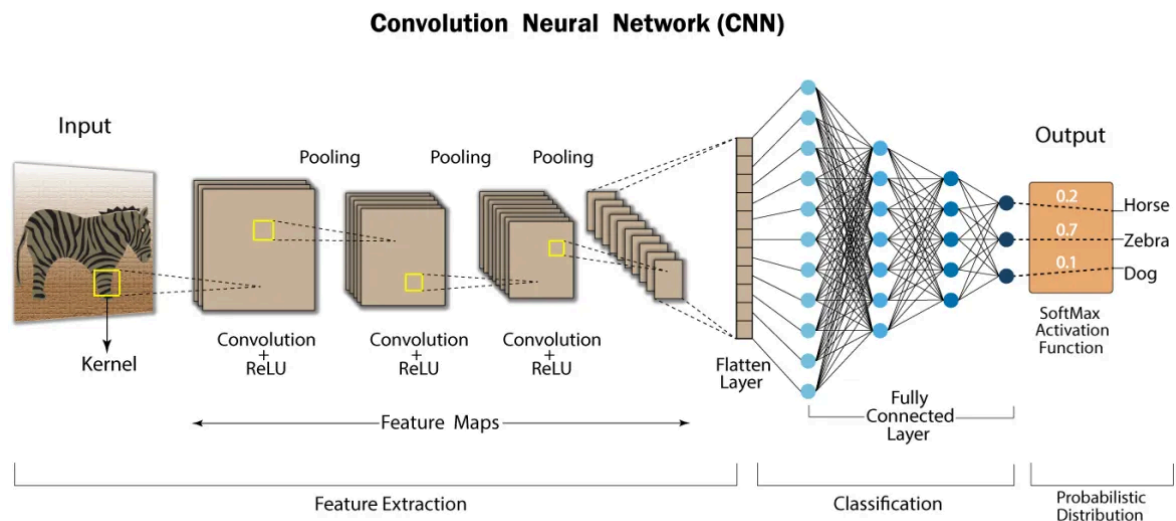 Convolution Neural Network (CNN)
Input
Kernel
Pooling
Pooling
Pooling
Convolution
+
ReLU
Convolution
+
ReLU
Convolution
+
ReLU
Feature Maps
Flatten
Layer
Fully
Connected
Layer
Output
0.2
Horse
0.7
Zebra
0.1
Dog
SoftMax
Activation
Function
Feature Extraction
Classification
Probabilistic
Distribution